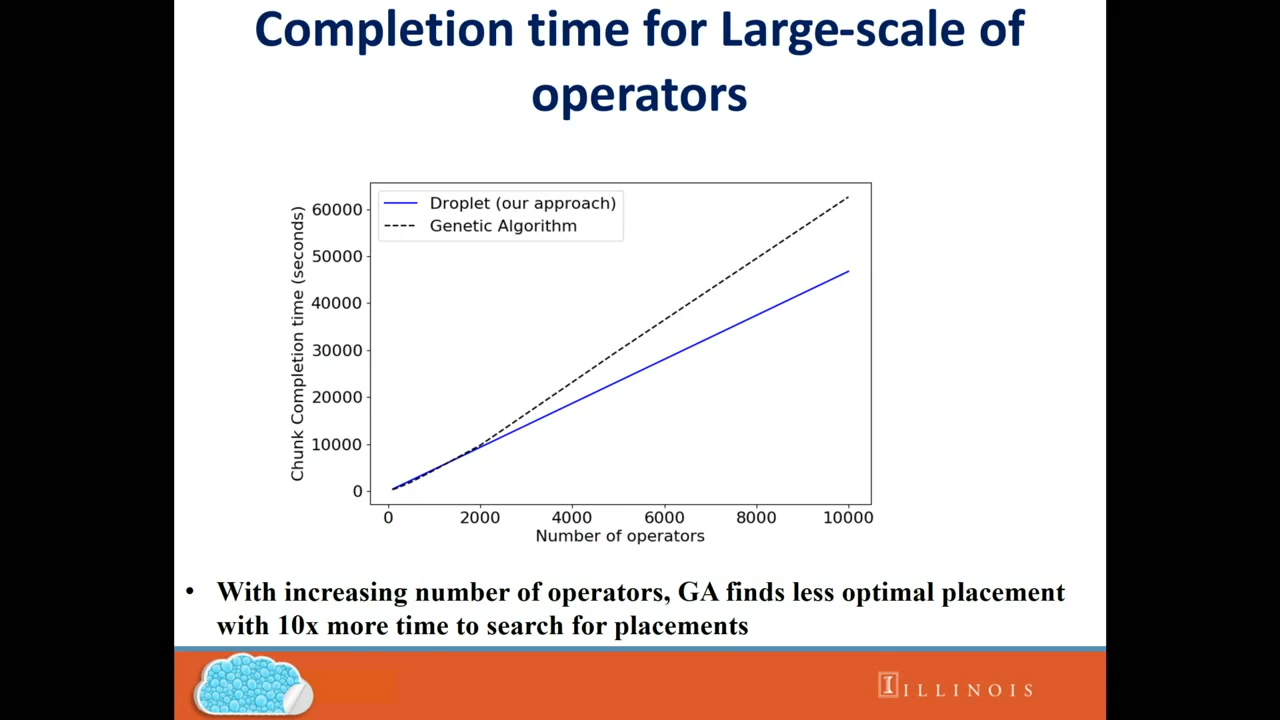 Completion time for Large-scale of
operators
Droplet (our approach)
Genetic Algorithm
Chunk Completion time (seconds)
60000
50000
40000
30000
20000
10000
0
0 2000 4000 6000 8000 10000
Number of operators
• With increasing number of operators, GA finds less optimal placement
with 10x more time to search for placements
I ILLINOIS